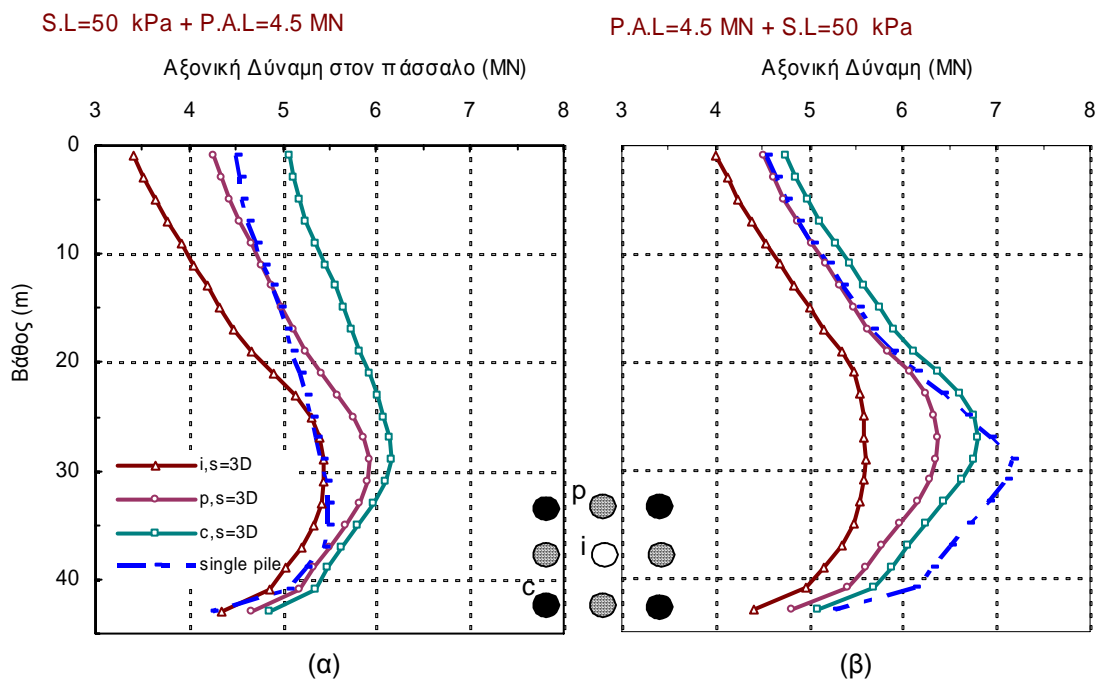 S.L=50 kPa + P.A.L=4.5 MN
P.A.L=4.5 MN + S.L=50 kPa
Αξονική Δύναμη στον πάσσαλο (MN)
Αξονική Δύναμη (MN)
3 4 5 6 7 8
3 4 5 6 7 8
0
10
20
30
40
Βάθος (m)
i,s=3D
p,s=3D
c,s=3D
single pile
p
i
c
(α)
(β)